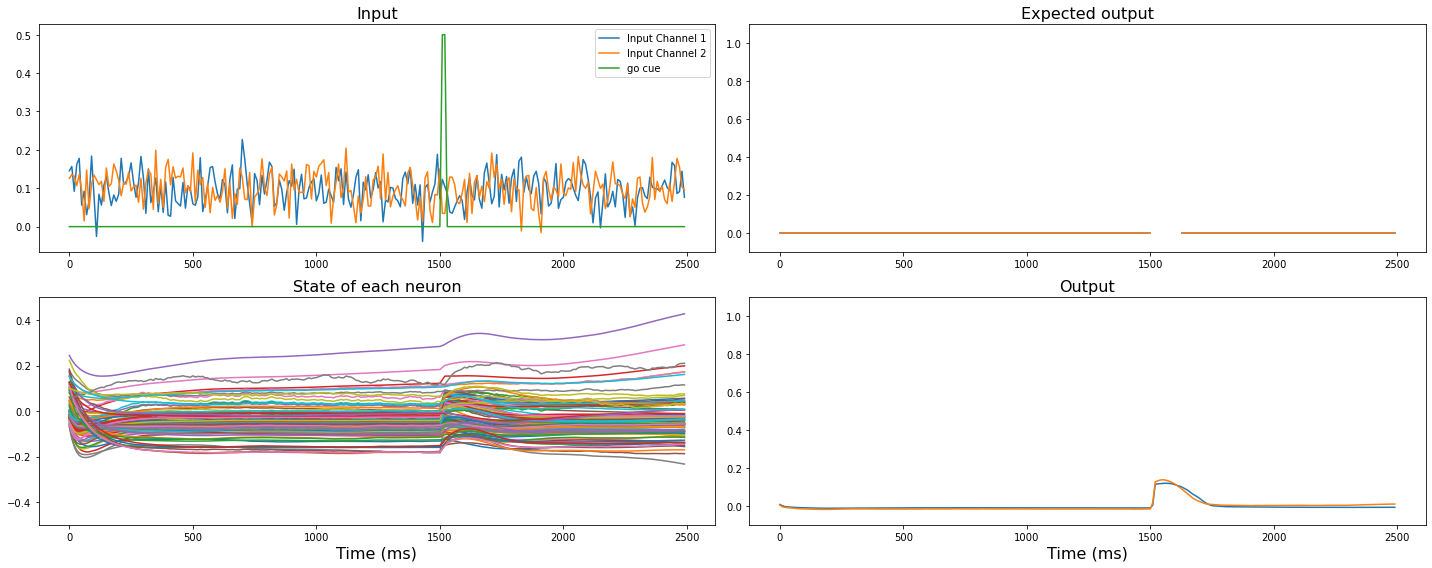 Input
0.5
0.4
0.3
0.2
0.1
0.0
Input Channel 1
Input Channel 2
go cue
0 500 1000 1500 2000 2500
Expected output
1.0
0.8
0.6
0.4
0.2
0.0
0 500 1000 1500 2000 2500
State of each neuron
0.4
0.2
0.0
−0.2
−0.4
0 500 1000 1500 2000 2500
Time (ms)
Output
1.0
0.8
0.6
0.4
0.2
0.0
0 500 1000 1500 2000 2500
Time (ms)